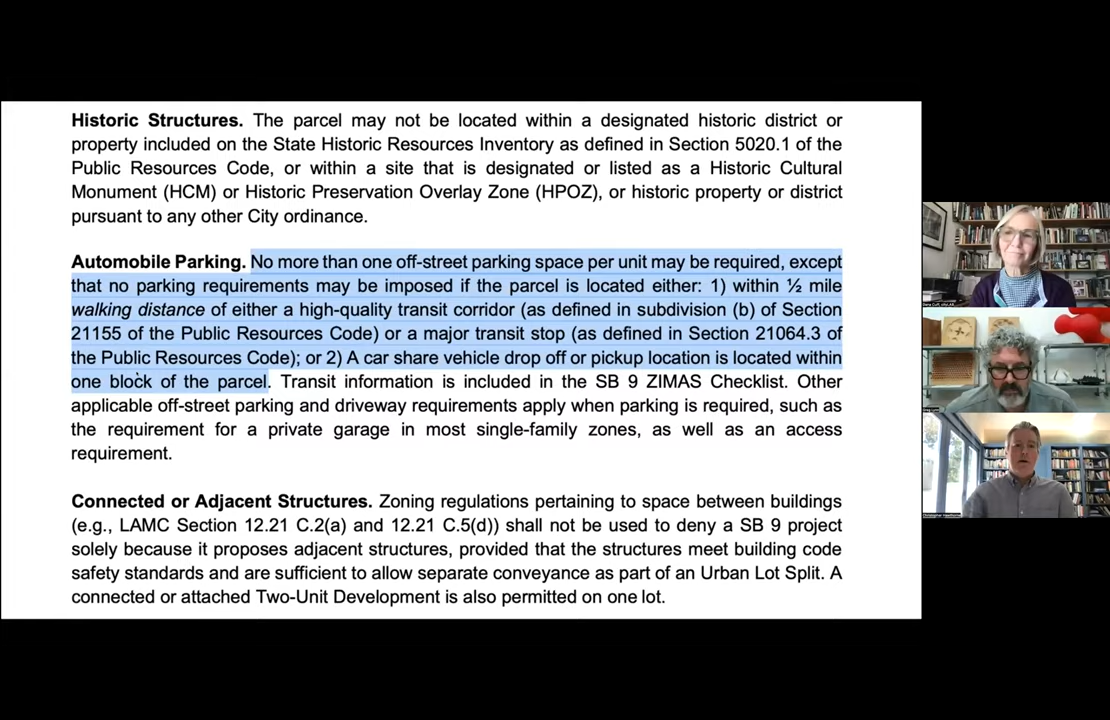 Historic Structures. The parcel may not be located within a designated historic district or
property included on the State Historic Resources Inventory as defined in Section 5020.1 of the
Public Resources Code, or within a site that is designated or listed as a Historic Cultural
Monument (HCM) or Historic Preservation Overlay Zone (HPOZ), or historic property or district
pursuant to any other City ordinance.
Automobile Parking. No more than one off-street parking space per unit may be required, except
that no parking requirements may be imposed if the parcel is located either: 1) within ½ mile
walking distance of either a high-quality transit corridor (as defined in subdivision (b) of Section
21155 of the Public Resources Code) or a major transit stop (as defined in Section 21064.3 of
the Public Resources Code); or 2) A car share vehicle drop off or pickup location is located within
one block of the parcel. Transit information is included in the SB 9 ZIMAS Checklist. Other
applicable off-street parking and driveway requirements apply when parking is required, such as
the requirement for a private garage in most single-family zones, as well as an access
requirement.
Connected or Adjacent Structures. Zoning regulations pertaining to space between buildings
(e.g., LAMC Section 12.21 C.2(a) and 12.21 C.5(d)) shall not be used to deny a SB 9 project
solely because it proposes adjacent structures, provided that the structures meet building code
safety standards and are sufficient to allow separate conveyance as part of an Urban Lot Split. A
connected or attached Two-Unit Development is also permitted on one lot.